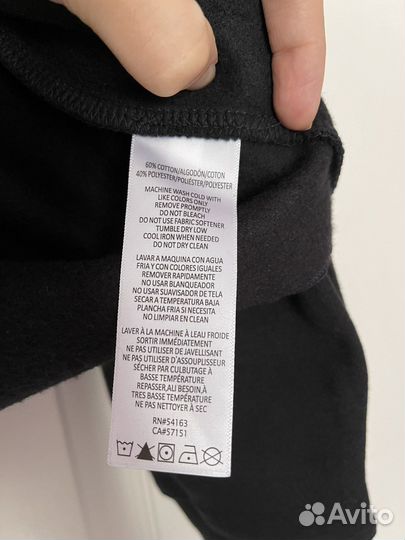 60% COTTON/ALGODÓN/COTON
40% POLYESTER/POLIÉSTER/POLYESTER
MACHINE WASH COLD WITH
LIKE COLORS ONLY
REMOVE PROMPTLY
DO NOT BLEACH
DO NOT USE FABRIC SOFTENER
TUMBLE DRY LOW
COOL IRON WHEN NEEDED
DO NOT DRY CLEAN
LAVAR A MAQUINA CON AGUA
FRIA Y CON COLORES IGUALES
REMOVER RAPIDAMENTE
NO USAR BLANQUEADOR
NO USAR SUAVISADOR DE TELA
SECAR A TEMPERATURA BAJA
PLANCHA FRIA SI NECESITA
NO LIMPIAR EN CLEAN
LAVER À LA MACHINE À LEAU FROIDE
SORTIR IMMÉDIATEMENT
NE PAS UTILISER DE JAVELLISANT
NE PAS UTILISER D'ASSOUPLISSEUR
SÉCHER PAR CULBUTAGE À
BASSE TEMPÉRATURE
REPASSER, AU BESOIN, À
TRES BASSE TEMPÉRATURE
NE PAS NETTOYER À SEC
RN#54163
CA#57151
Avito